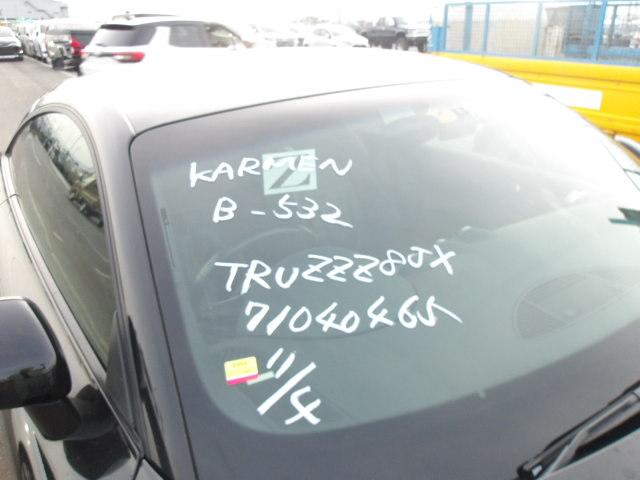 KARMEN
Z
B-532
TRUZZZ8JX
71040465
11/4